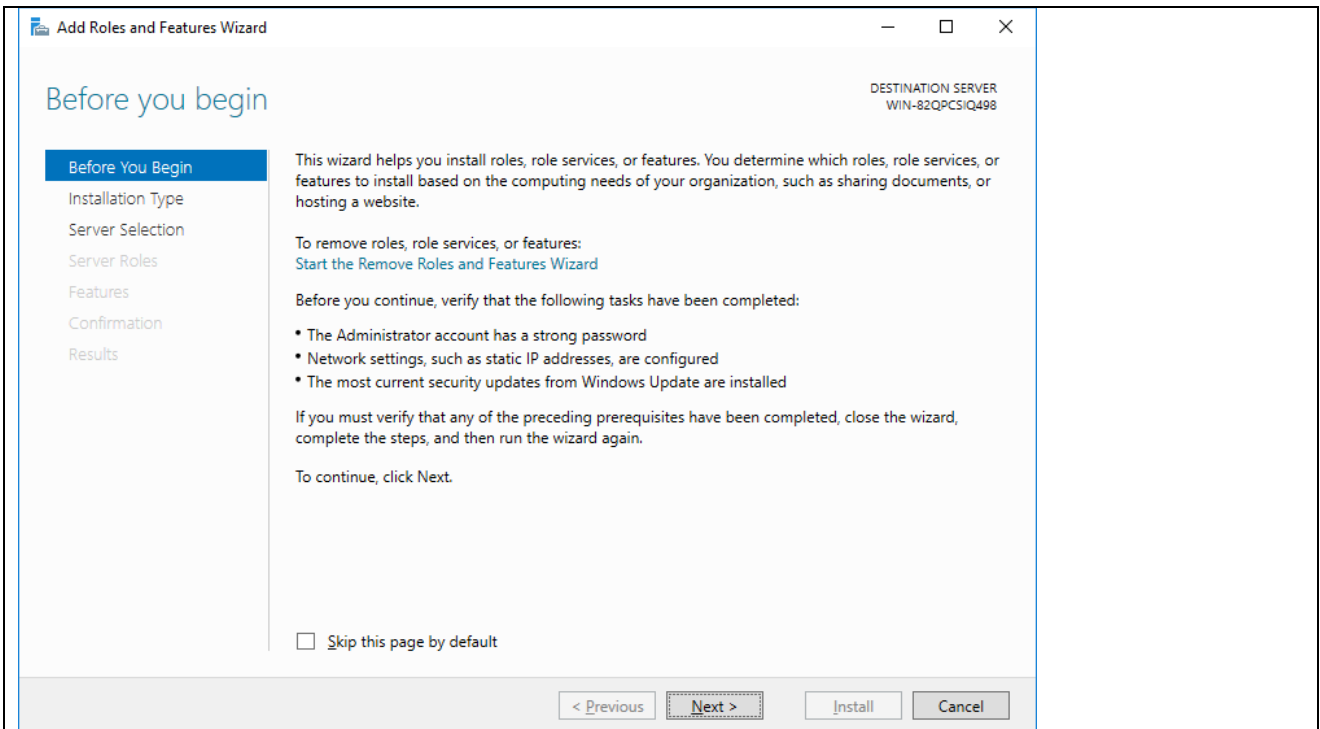 Add Roles and Features Wizard
Before you begin
DESTINATION SERVER
WIN-82QPCSIQ498
Before You Begin
Installation Type
Server Selection
Server Roles
Features
Confirmation
Results
This wizard helps you install roles, role services, or features. You determine which roles, role services, or
features to install based on the computing needs of your organization, such as sharing documents, or
hosting a website.
To remove roles, role services, or features:
Start the Remove Roles and Features Wizard
Before you continue, verify that the following tasks have been completed:
• The Administrator account has a strong password
• Network settings, such as static IP addresses, are configured
• The most current security updates from Windows Update are installed
If you must verify that any of the preceding prerequisites have been completed, close the wizard,
complete the steps, and then run the wizard again.
To continue, click Next.
Skip this page by default
< Previous
Next >
Install
Cancel